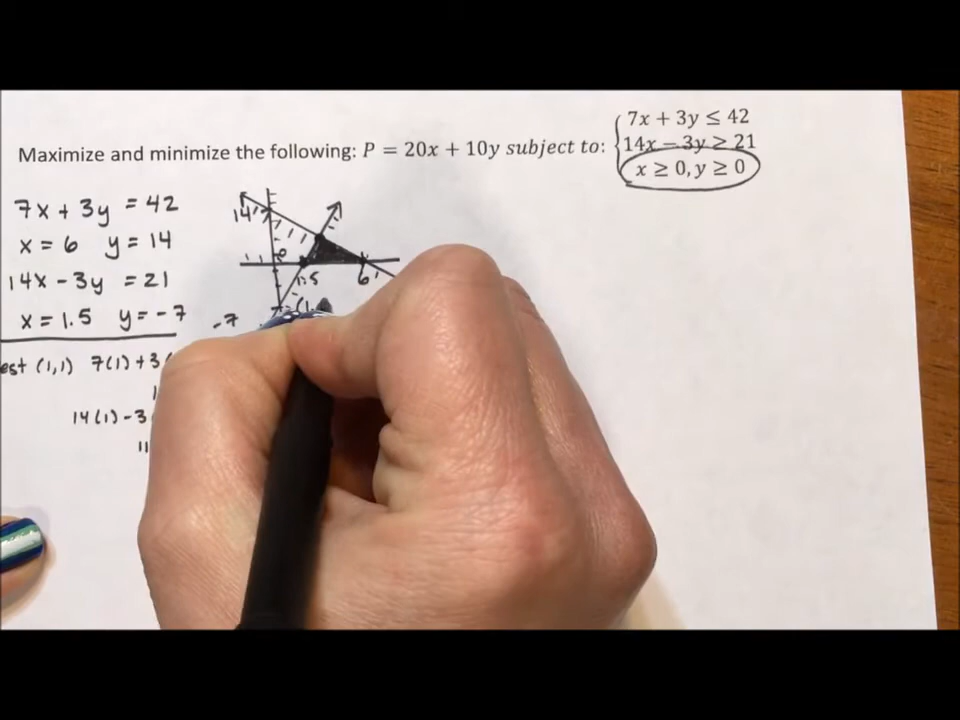 Maximize and minimize the following: P = 20x + 10y subject to: { 7x + 3y ≤ 42
14x − 3y ≥ 21
x ≥ 0, y ≥ 0
7x + 3y = 42
x = 6 y = 14
14x - 3y = 21
x = 1.5 y = -7
est (1,1) 7(1) + 3
14(1) - 3
11
14
1.5
6
-7